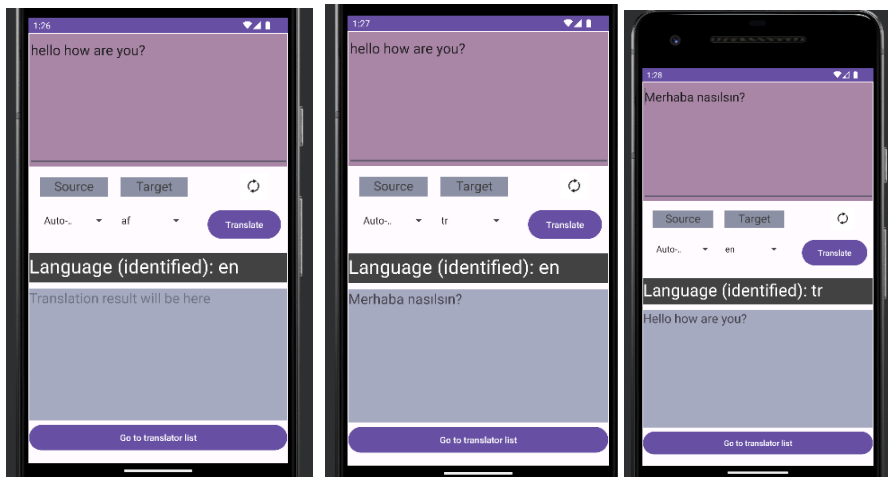 1:26
hello how are you?
Source Target
Auto-.. af Translate
Language (identified): en
Translation result will be here
Go to translator list
1:27
hello how are you?
Source Target
Auto-.. tr Translate
Language (identified): en
Merhaba nasılsın?
Go to translator list
1:28
Merhaba nasılsın?
Source Target
Auto-.. en Translate
Language (identified): tr
Hello how are you?
Go to translator list